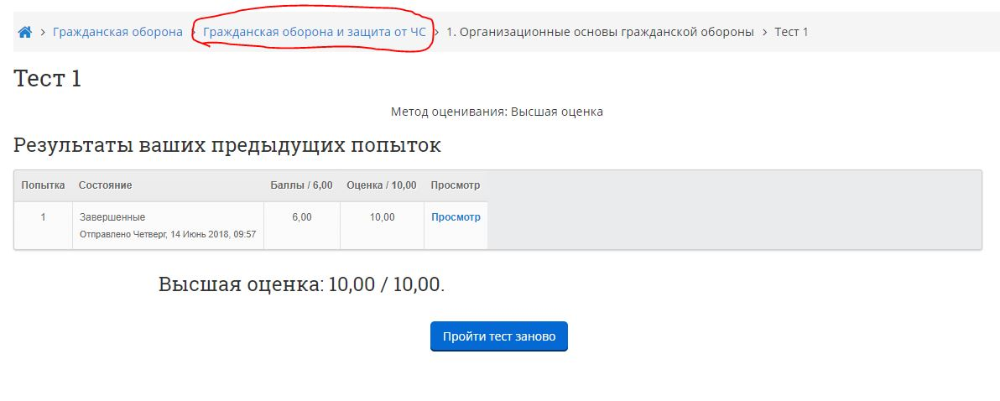 Гражданская оборона > Гражданская оборона и защита от ЧС > 1. Организационные основы гражданской обороны > Тест 1
Тест 1
Метод оценивания: Высшая оценка
Результаты ваших предыдущих попыток
Попытка Состояние Баллы / 6,00 Оценка / 10,00 Просмотр
1 Завершенные 6,00 10,00 Просмотр
Отправлено Четверг, 14 Июнь 2018, 09:57
Высшая оценка: 10,00 / 10,00.
Пройти тест заново